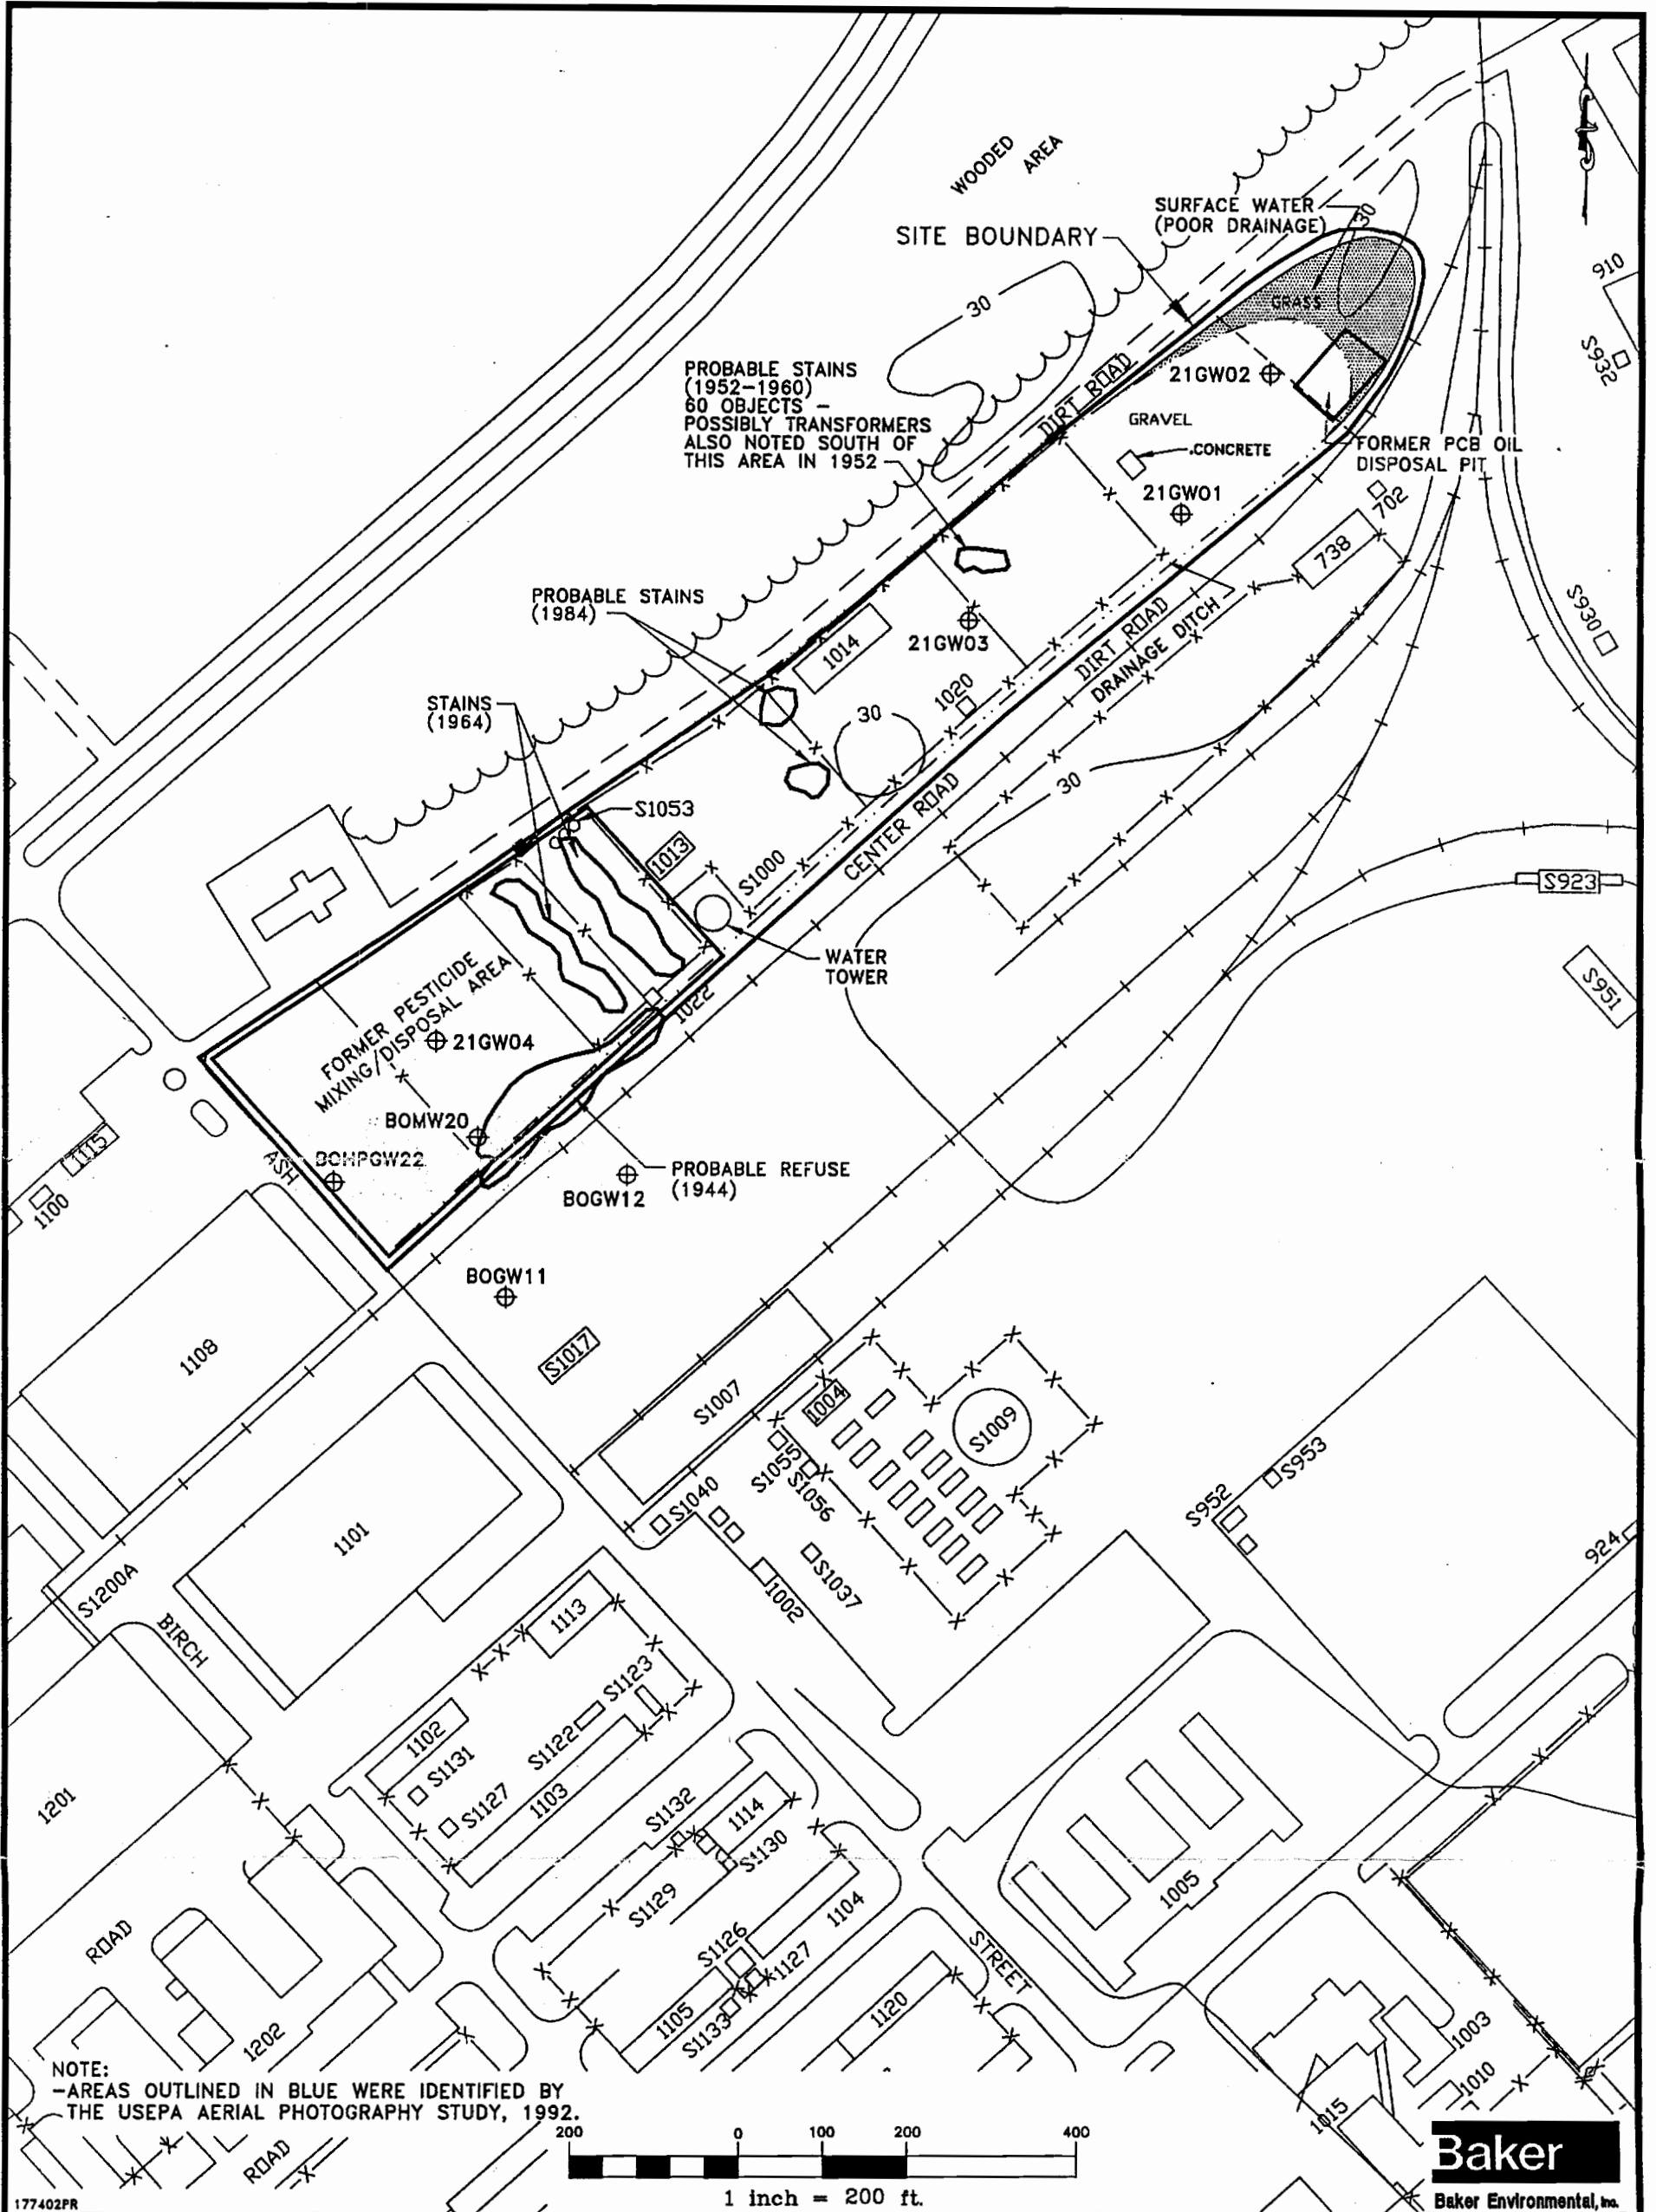 WOODED
AREA
SURFACE WATER
(POOR DRAINAGE)
30
SITE BOUNDARY
910
GRASS
30
S932
PROBABLE STAINS
(1952-1960)
60 OBJECTS -
POSSIBLY TRANSFORMERS
ALSO NOTED SOUTH OF
THIS AREA IN 1952
DIRT ROAD
21GW02
GRAVEL
CONCRETE
FORMER PCB OIL
DISPOSAL PIT
21GW01
702
738
PROBABLE STAINS
(1984)
S930
1014
21GW03
DIRT ROAD
DRAINAGE DITCH
1020
STAINS
(1964)
30
30
S1053
CENTER ROAD
1013
S1000
S923
WATER
TOWER
S951
FORMER PESTICIDE
MIXING/DISPOSAL AREA
1022
21GW04
BOMW20
1115
ASH
BOHPGW22
PROBABLE REFUSE
(1944)
BOGW12
1100
BOGW11
1108
S1017
S1007
1004
S1009
S1055
S1056
S953
S1040
S952
1101
924
S1037
S1200A
1002
1113
BIRCH
S1123
1102
S1122
S1131
1201
S1127
1103
S1132
1114
S1130
1005
S1129
1104
ROAD
S1126
1127
STREET
1105
1120
S1133
1202
1003
1010
1015
NOTE:
-AREAS OUTLINED IN BLUE WERE IDENTIFIED BY
THE USEPA AERIAL PHOTOGRAPHY STUDY, 1992.
ROAD
200 0 100 200 400
1 inch = 200 ft.
177402PR
Baker
Baker Environmental, Inc.